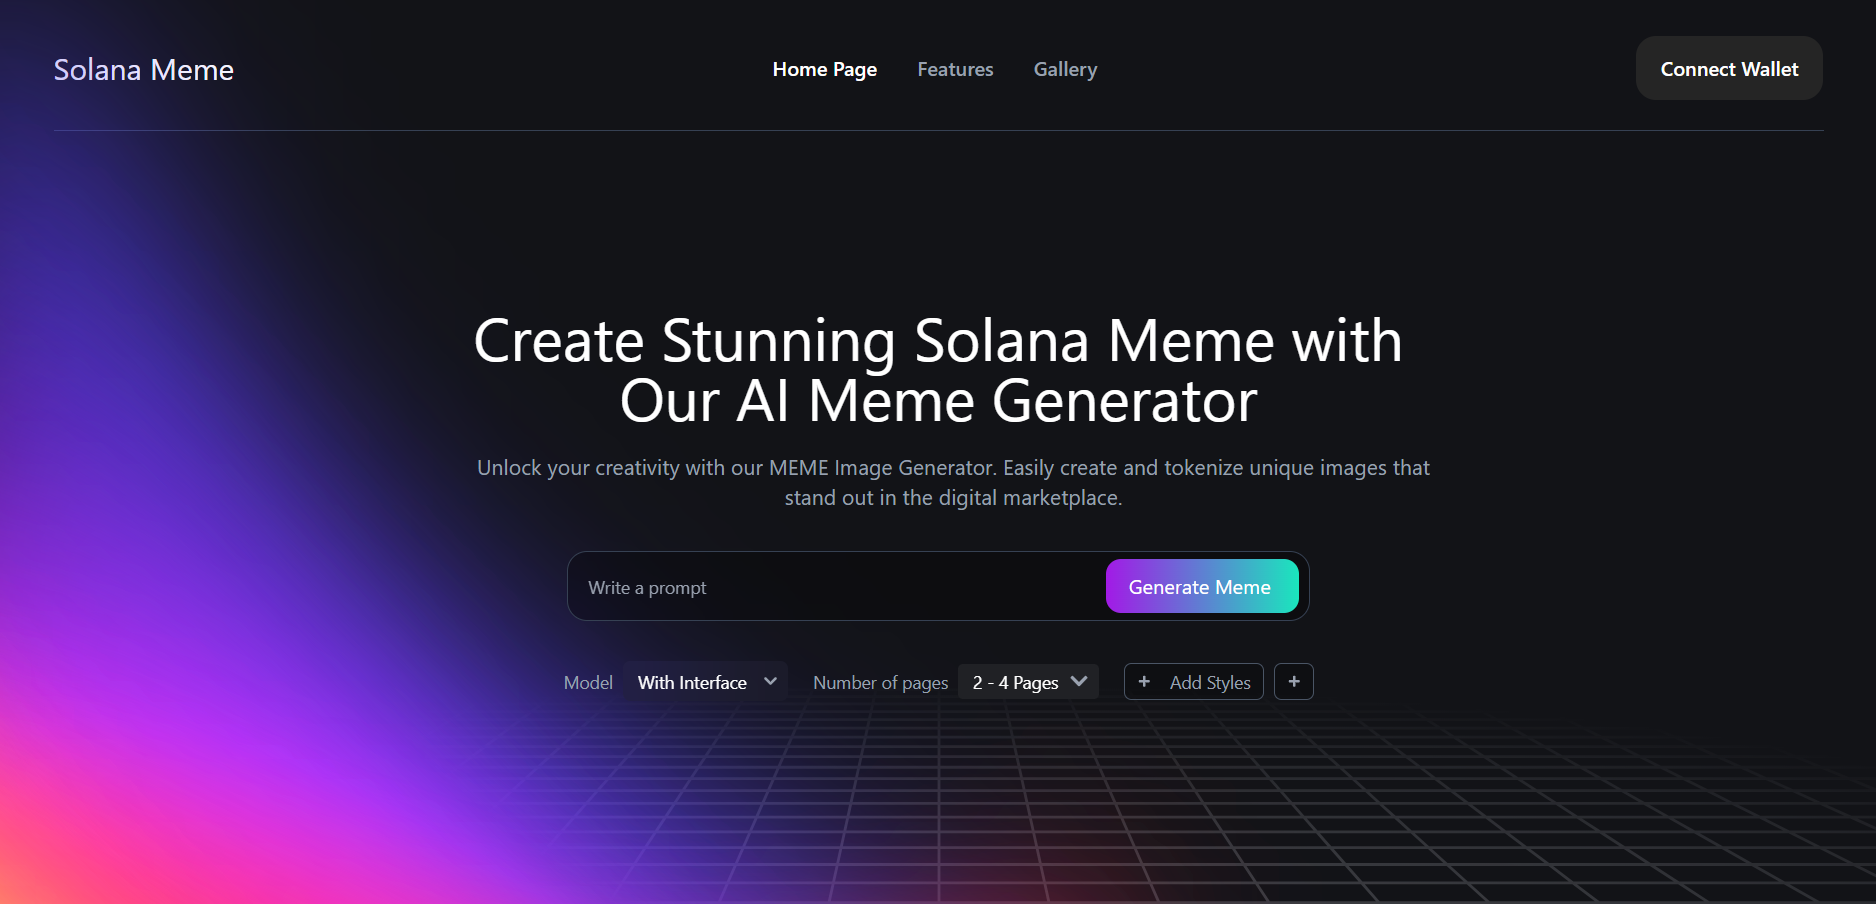 Solana Meme
Home Page
Features
Gallery
Connect Wallet
Create Stunning Solana Meme with
Our AI Meme Generator
Unlock your creativity with our MEME Image Generator. Easily create and tokenize unique images that
stand out in the digital marketplace.
Write a prompt
Generate Meme
Model
With Interface
Number of pages
2 - 4 Pages
+ Add Styles
+